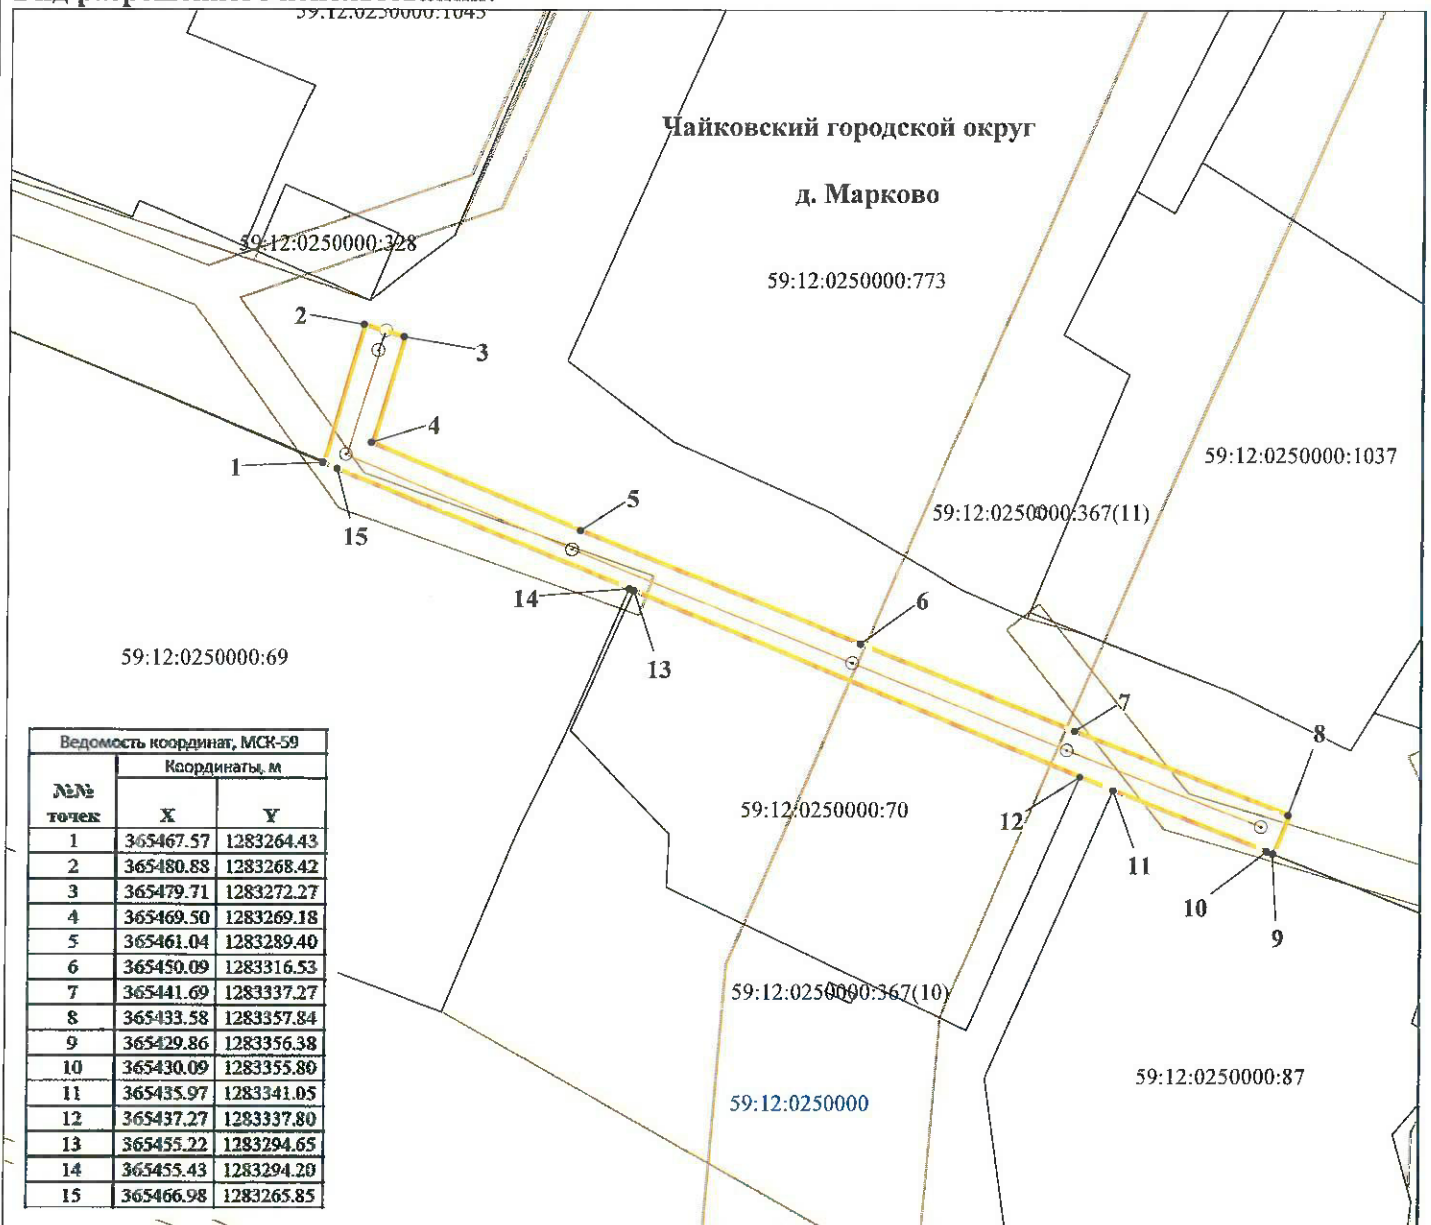 59:12:0250000:1045
Чайковский городской округ
д. Марково
59:12:0250000:328
59:12:0250000:773
2
3
4
1
59:12:0250000:1037
5
59:12:0250000:367(11)
15
14
6
59:12:0250000:69
13
7
8
59:12:0250000:70
12
11
10
9
59:12:0250000:367(10)
59:12:0250000:87
59:12:0250000
Ведомость координат, МСК-59
№№ точек Координаты, м
X Y
1 365467.57 1283264.43
2 365480.88 1283268.42
3 365479.71 1283272.27
4 365469.50 1283269.18
5 365461.04 1283289.40
6 365450.09 1283316.53
7 365441.69 1283337.27
8 365433.58 1283357.84
9 365429.86 1283356.38
10 365430.09 1283355.80
11 365435.97 1283341.05
12 365437.27 1283337.80
13 365455.22 1283294.65
14 365455.43 1283294.20
15 365466.98 1283265.85